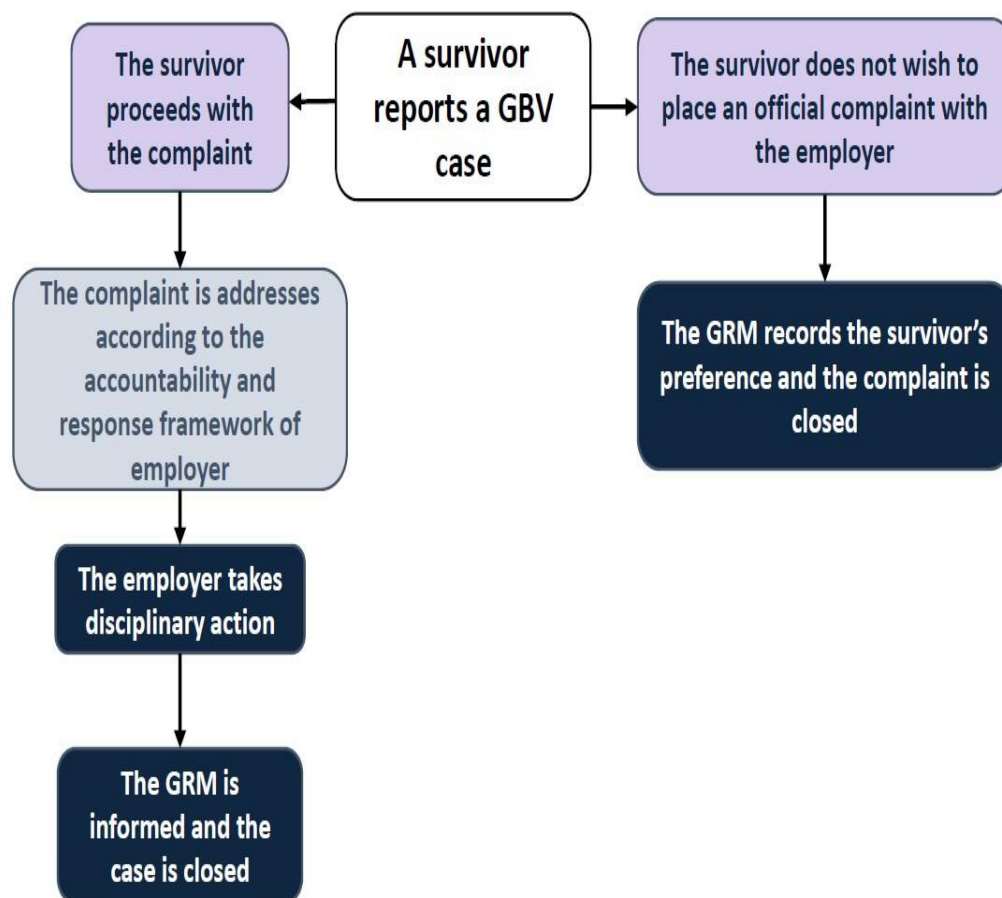 The survivor
proceeds with
the complaint
A survivor
reports a GBV
case
The survivor does not wish to
place an official complaint with
the employer
The complaint is addresses
according to the
accountability and
response framework of
employer
The GRM records the survivor’s
preference and the complaint is
closed
The employer takes
disciplinary action
The GRM is
informed and the
case is closed